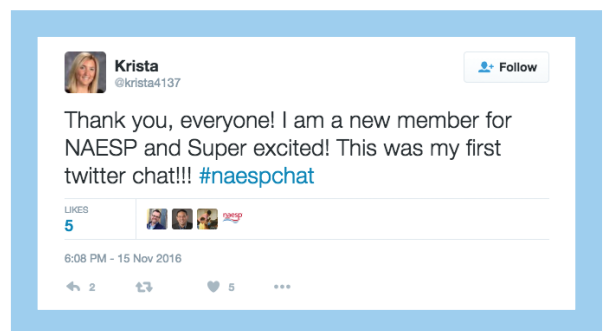 Krista
@krista4137
Follow
Thank you, everyone! I am a new member for
NAESP and Super excited! This was my first
twitter chat!!! #naespchat
LIKES
5
naesp
6:08 PM - 15 Nov 2016
2
5